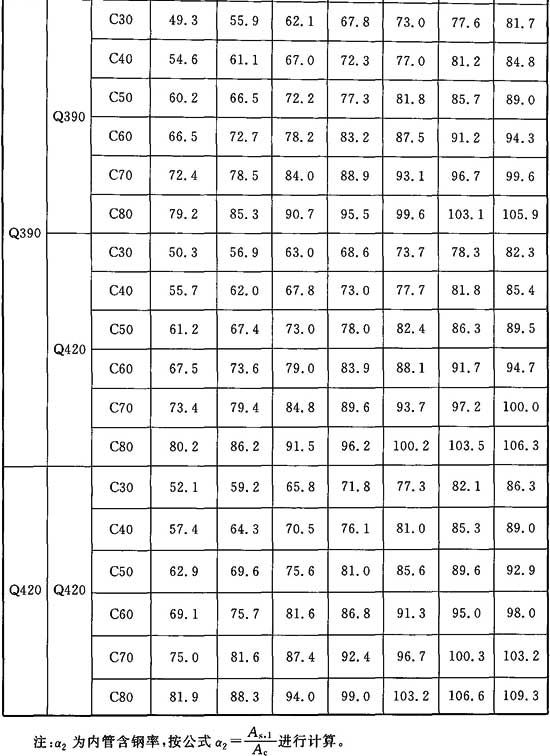 C30 49.3 55.9 62.1 67.8 73.0 77.6 81.7
C40 54.6 61.1 67.0 72.3 77.0 81.2 84.8
C50 60.2 66.5 72.2 77.3 81.8 85.7 89.0
Q390
C60 66.5 72.7 78.2 83.2 87.5 91.2 94.3
C70 72.4 78.5 84.0 88.9 93.1 96.7 99.6
C80 79.2 85.3 90.7 95.5 99.6 103.1 105.9
Q390
C30 50.3 56.9 63.0 68.6 73.7 78.3 82.3
C40 55.7 62.0 67.8 73.0 77.7 81.8 85.4
C50 61.2 67.4 73.0 78.0 82.4 86.3 89.5
Q420
C60 67.5 73.6 79.0 83.9 88.1 91.7 94.7
C70 73.4 79.4 84.8 89.6 93.7 97.2 100.0
C80 80.2 86.2 91.5 96.2 100.2 103.5 106.3
C30 52.1 59.2 65.8 71.8 77.3 82.1 86.3
C40 57.4 64.3 70.5 76.1 81.0 85.3 89.0
C50 62.9 69.6 75.6 81.0 85.6 89.6 92.9
Q420 Q420
C60 69.1 75.7 81.6 86.8 91.3 95.0 98.0
C70 75.0 81.6 87.4 92.4 96.7 100.3 103.2
C80 81.9 88.3 94.0 99.0 103.2 106.6 109.3
注:α₂ 为内管含钢率,按公式 α₂=As.1/Ac 进行计算。